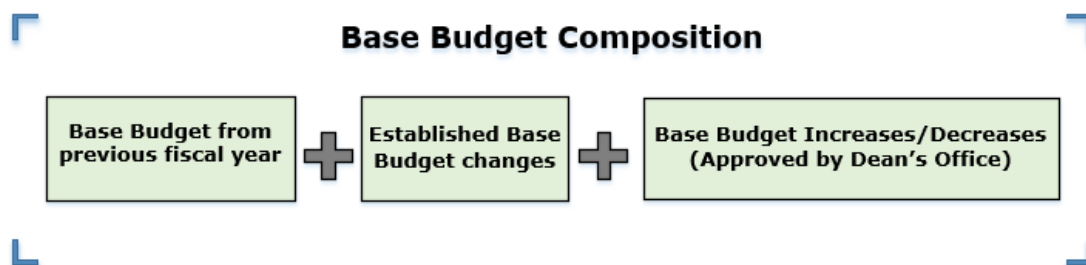 Base Budget Composition
Base Budget from
previous fiscal year
Established Base
Budget changes
Base Budget Increases/Decreases
(Approved by Dean's Office)